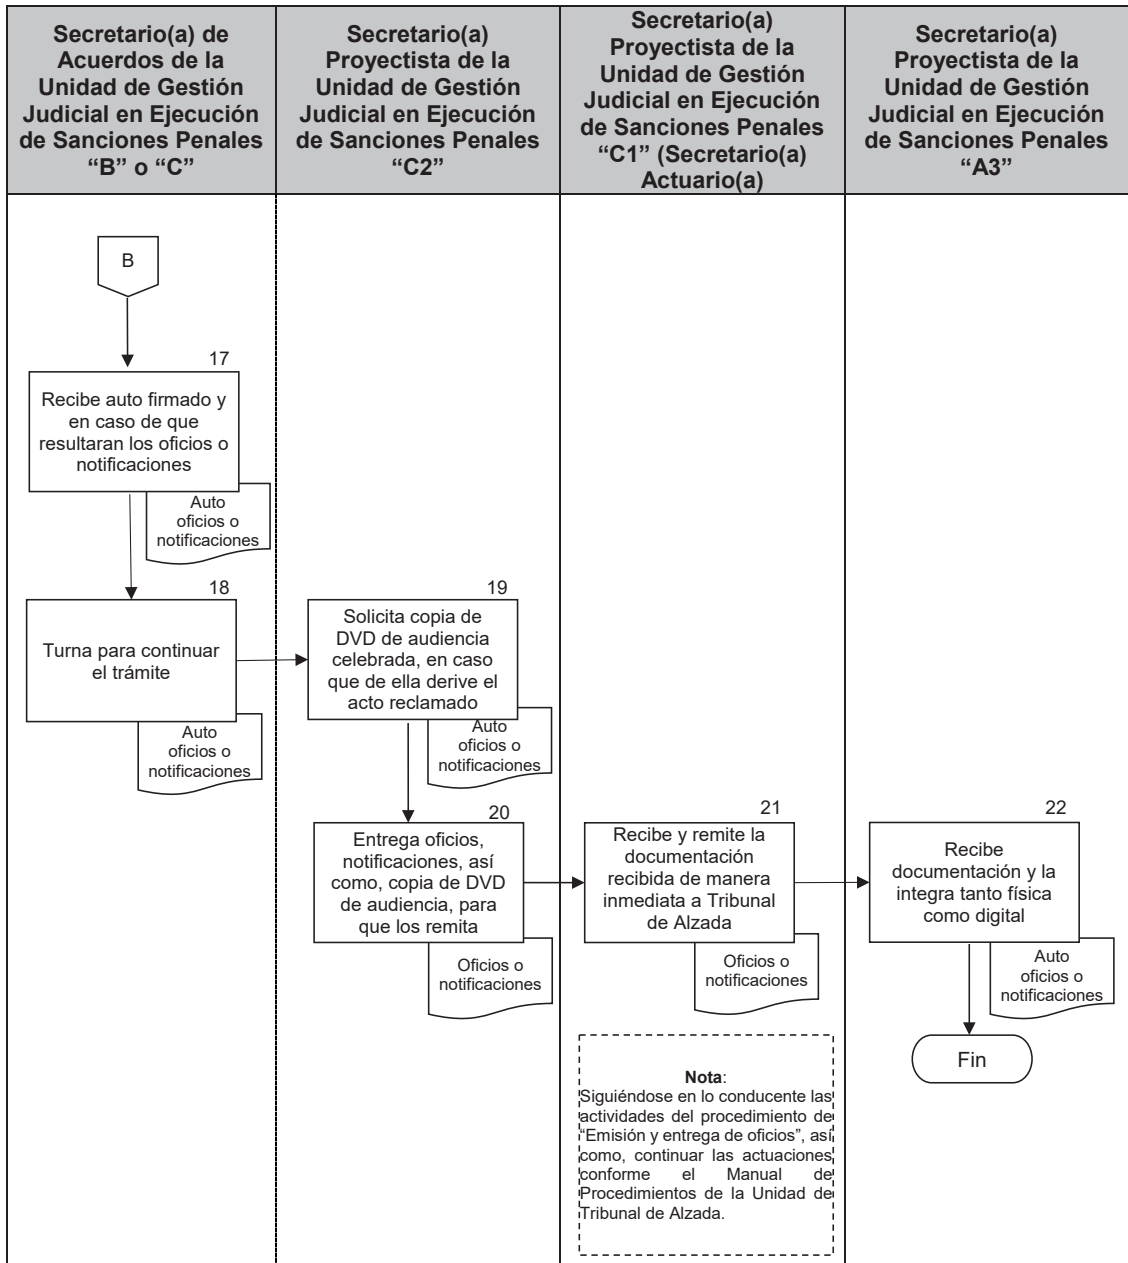 Secretario(a) de
Acuerdos de la
Unidad de Gestión
Judicial en Ejecución
de Sanciones Penales
“B” o “C”
Secretario(a)
Proyectista de la
Unidad de Gestión
Judicial en Ejecución
de Sanciones Penales
“C2”
Secretario(a)
Proyectista de la
Unidad de Gestión
Judicial en Ejecución
de Sanciones Penales
“C1” (Secretario(a)
Actuario(a)
Secretario(a)
Proyectista de la
Unidad de Gestión
Judicial en Ejecución
de Sanciones Penales
“A3”
B
17
Recibe auto firmado y
en caso de que
resultaran los oficios o
notificaciones
Auto
oficios o
notificaciones
18
Turna para continuar
el trámite
Auto
oficios o
notificaciones
19
Solicita copia de
DVD de audiencia
celebrada, en caso
que de ella derive el
acto reclamado
Auto
oficios o
notificaciones
20
Entrega oficios,
notificaciones, así
como, copia de DVD
de audiencia, para
que los remita
Oficios o
notificaciones
21
Recibe y remite la
documentación
recibida de manera
inmediata a Tribunal
de Alzada
Oficios o
notificaciones
Nota:
Siguiéndose en lo conducente las
actividades del procedimiento de
“Emisión y entrega de oficios”, así
como, continuar las actuaciones
conforme el Manual de
Procedimientos de la Unidad de
Tribunal de Alzada.
22
Recibe
documentación y la
integra tanto física
como digital
Auto
oficios o
notificaciones
Fin